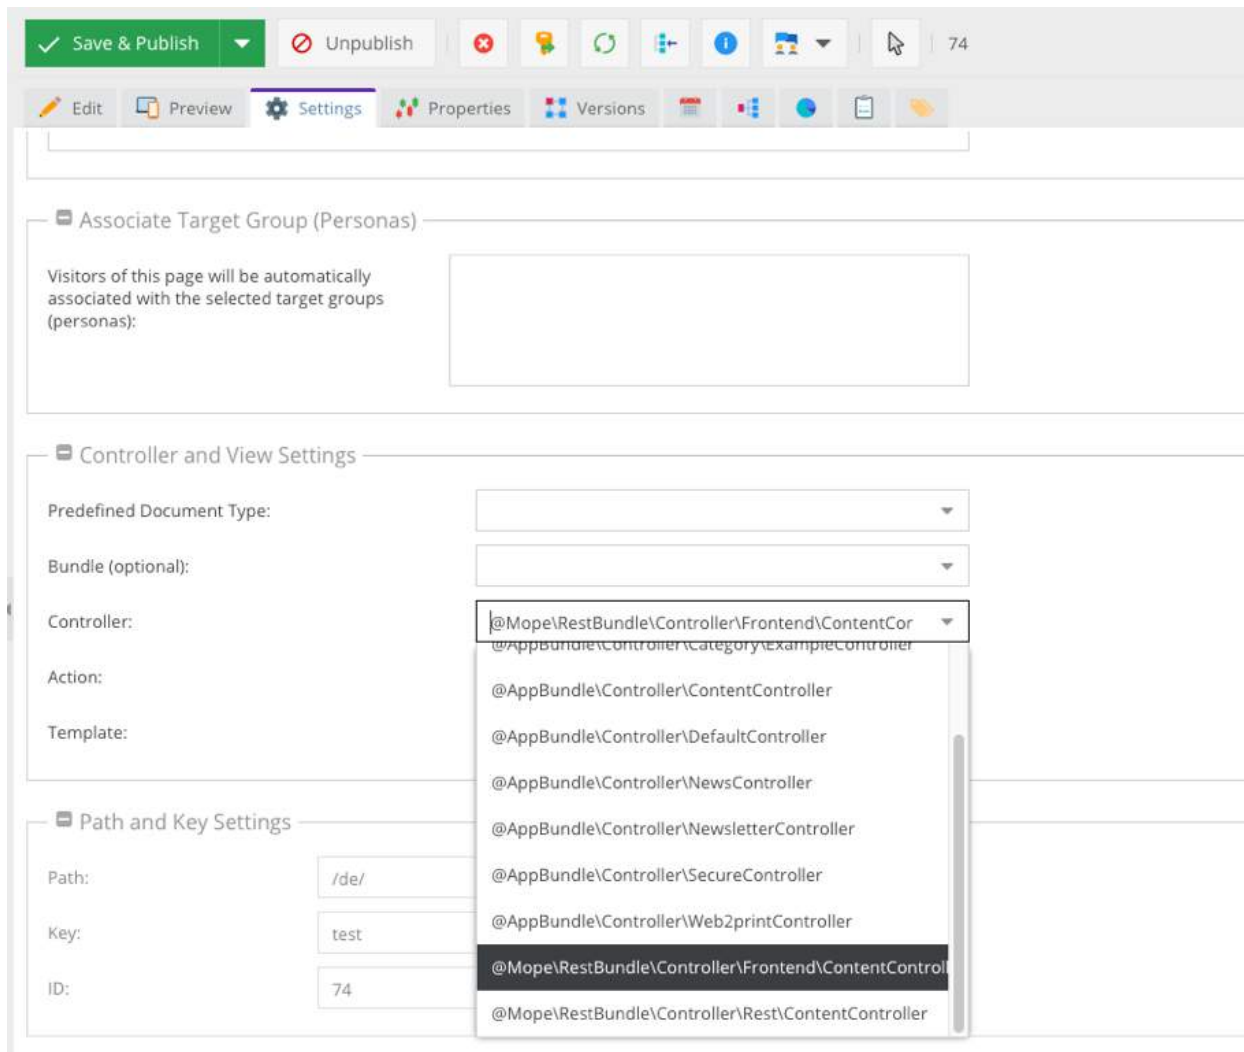 Save & Publish Unpublish 74
Edit Preview Settings Properties Versions
Associate Target Group (Personas)
Visitors of this page will be automatically
associated with the selected target groups
(personas):
Controller and View Settings
Predefined Document Type:
Bundle (optional):
Controller: @Mope\RestBundle\Controller\Frontend\ContentCor
@AppBundle\Controller\Category\ExampleController
Action:
@AppBundle\Controller\ContentController
Template:
@AppBundle\Controller\DefaultController
@AppBundle\Controller\NewsController
Path and Key Settings
@AppBundle\Controller\NewsletterController
Path: /de/
@AppBundle\Controller\SecureController
Key: test
@AppBundle\Controller\Web2printController
@Mope\RestBundle\Controller\Frontend\ContentControll
ID: 74
@Mope\RestBundle\Controller\Rest\ContentController